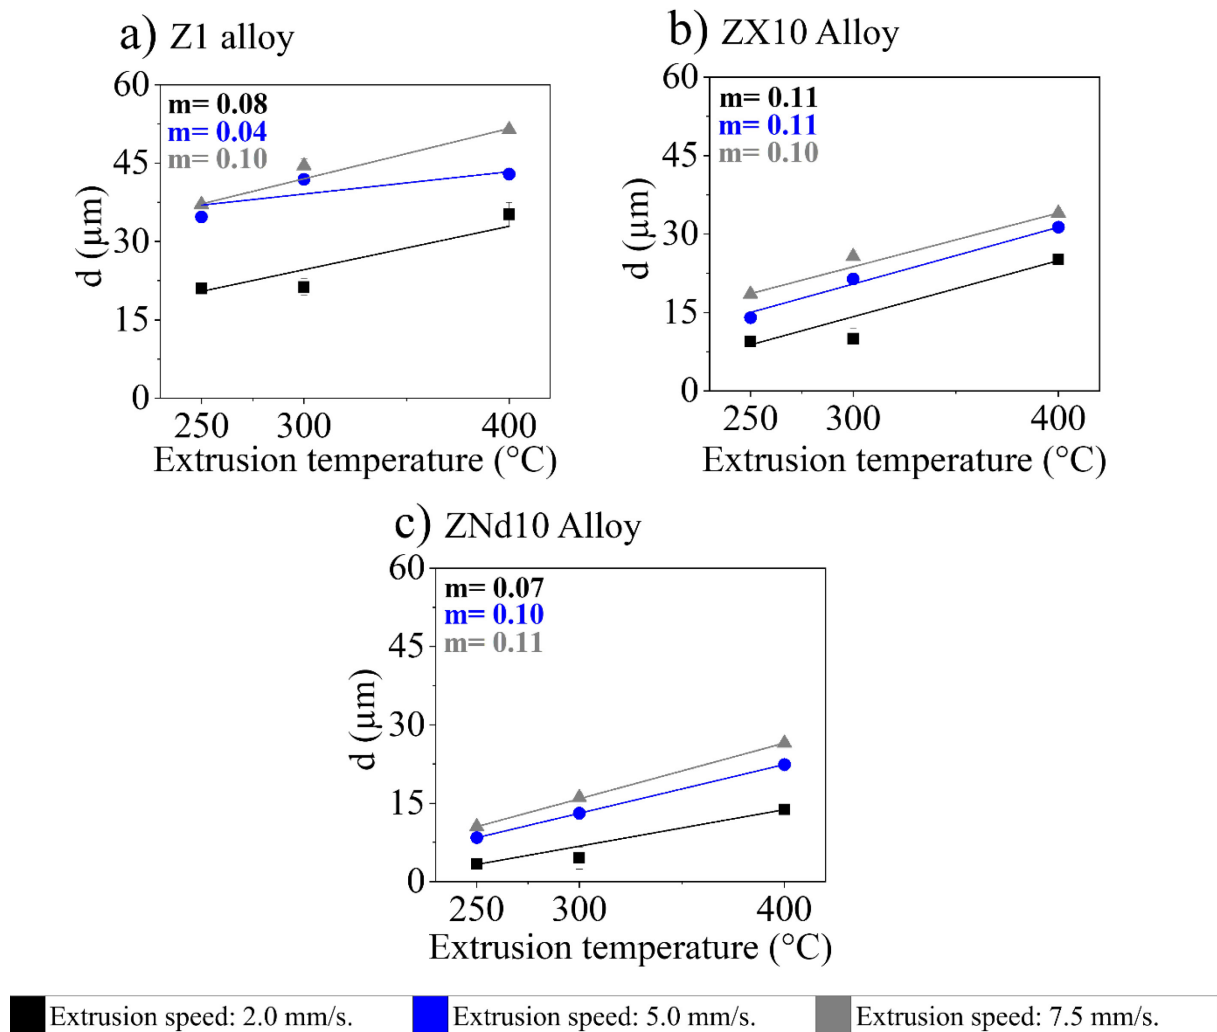 a) Z1 alloy
60
45
30
15
0
m= 0.08
m= 0.04
m= 0.10
d (μm)
250 300 400
Extrusion temperature (°C)
b) ZX10 Alloy
60
45
30
15
0
m= 0.11
m= 0.11
m= 0.10
d (μm)
250 300 400
Extrusion temperature (°C)
c) ZNd10 Alloy
60
45
30
15
0
m= 0.07
m= 0.10
m= 0.11
d (μm)
250 300 400
Extrusion temperature (°C)
Extrusion speed: 2.0 mm/s. Extrusion speed: 5.0 mm/s. Extrusion speed: 7.5 mm/s.